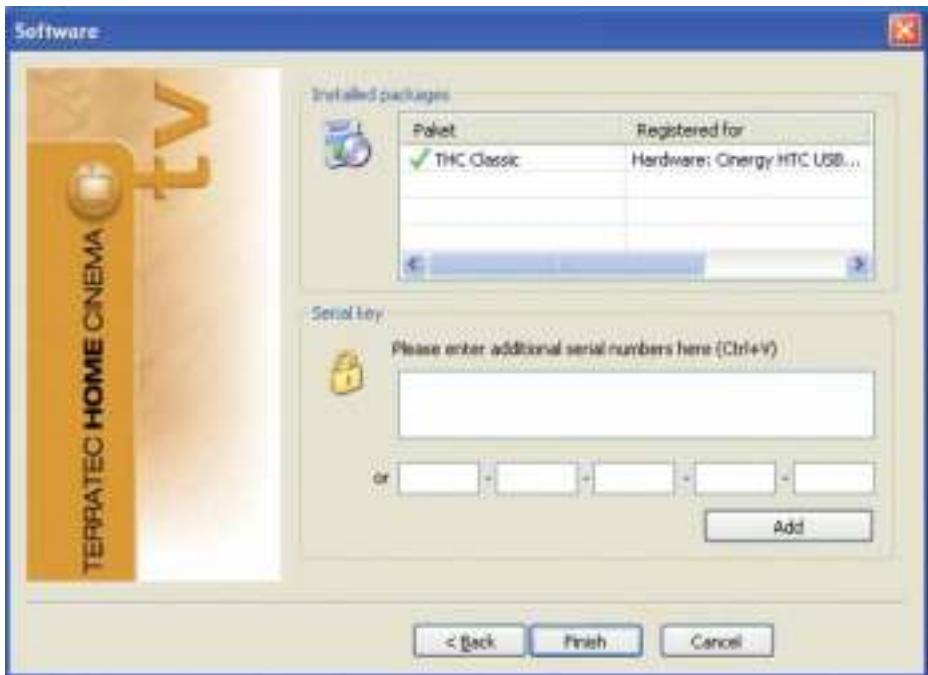 Software
tv
TERRATEC HOME CINEMA
Installed packages
Paket Registered for
THC Classic Hardware: Cinergy HTC USB...
Serial key
Please enter additional serial numbers here (Ctrl+V)
or - - - -
Add
< Back Finish Cancel